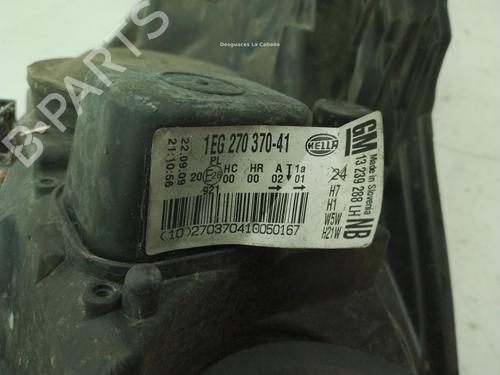 Desguaces La Cabaña
B-PARTS
22.09.09
21:10:56
1EG 270 370-41
HELLA
PL HC HR A 1a
20 E26 00 00 02 01
921
(10)270370410050167
24
H7
H1
W5W
H21W
GM
13 239 288 LH
Made in Slovenia
NB